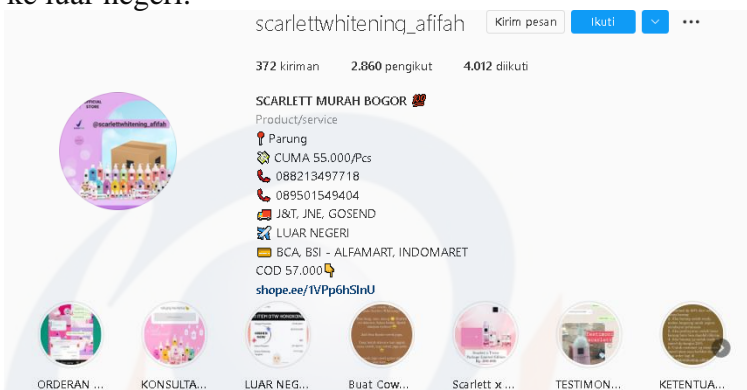 ke luar negeri.
scarlettwhitening_afifah Kirim pesan Ikuti
372 kiriman 2.860 pengikut 4.012 diikuti
SCARLETT MURAH BOGOR 💯
Product/service
📍 Parung
💸 CUMA 55.000/Pcs
📞 088213497718
📞 089501549404
🚚 J&T, JNE, GOSEND
✈️ LUAR NEGERI
💳 BCA, BSI - ALFAMART, INDOMARET
COD 57.000👇
shope.ee/1VPp6hSlnU
@scarlettwhitening_afifah
ORDERAN ... KONSULTA... LUAR NEG... Buat Cow... Scarlett x ... TESTIMON... KETENTUA...